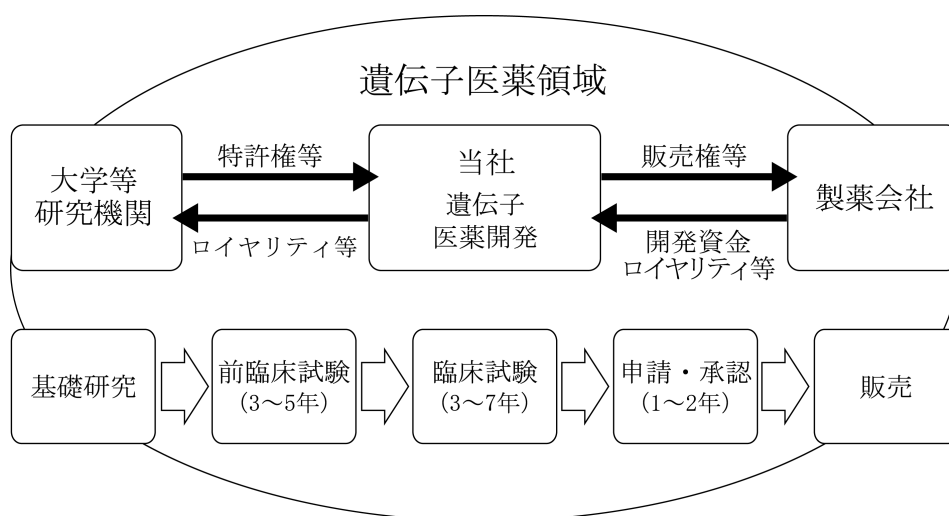 遺伝子医薬領域
大学等
研究機関
特許権等
ロイヤリティ等
当社
遺伝子
医薬開発
販売権等
開発資金
ロイヤリティ等
製薬会社
基礎研究
前臨床試験
(3〜5年)
臨床試験
(3〜7年)
申請・承認
(1〜2年)
販売